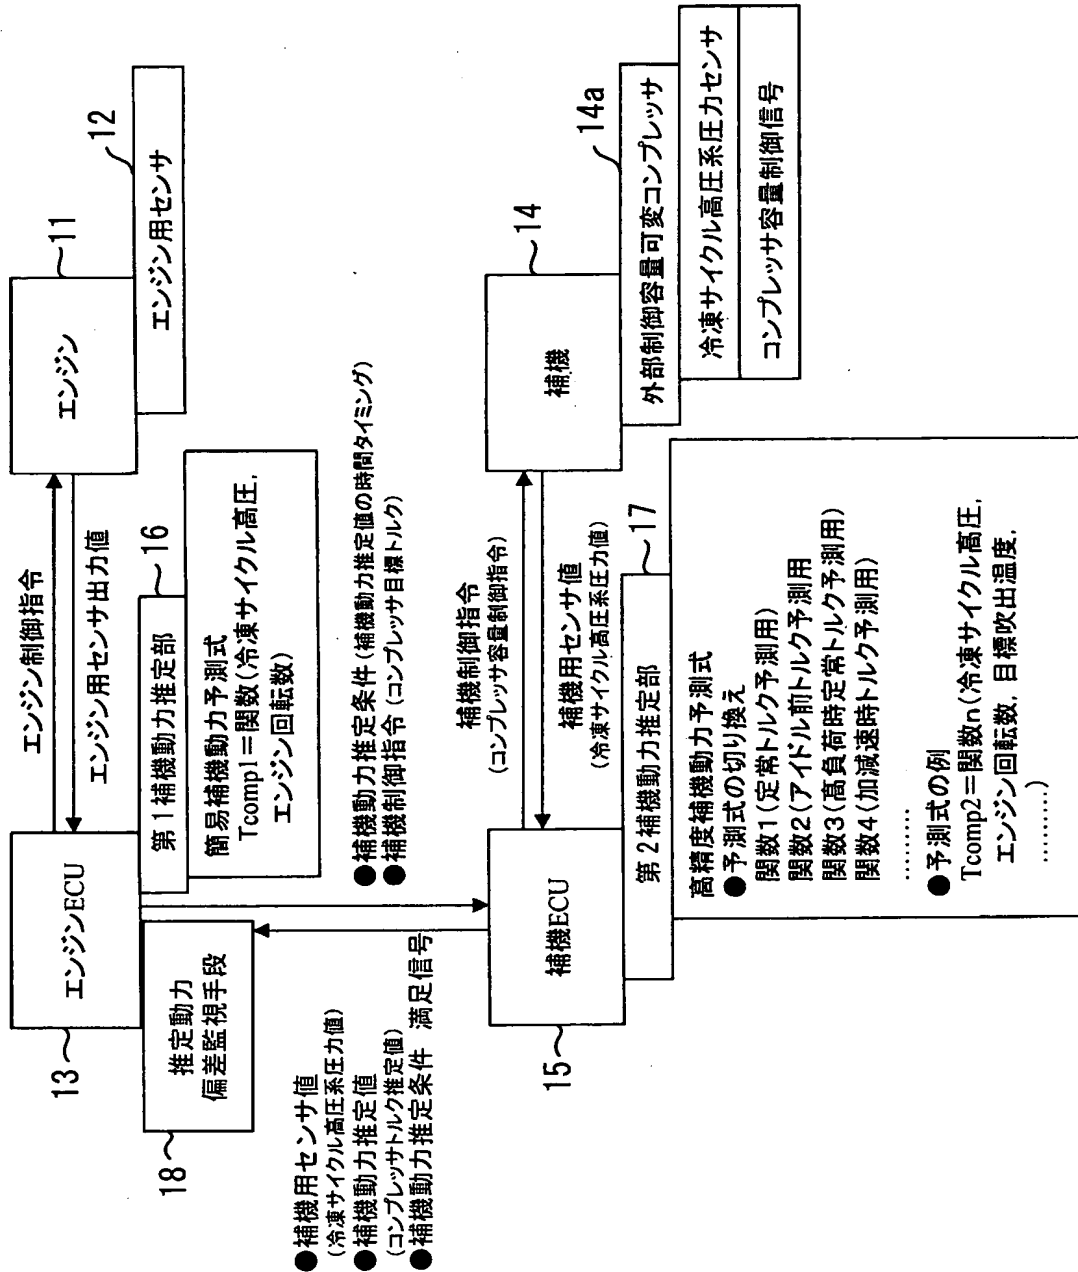 エンジン
11
エンジン用センサ
12
エンジン制御指令
エンジン用センサ出力値
エンジンECU
13
第1補機動力推定部
16
簡易補機動力予測式
Tcomp1=関数(冷凍サイクル高圧,
エンジン回転数)
推定動力
偏差監視手段
18
●補機動力推定条件(補機動力推定値の時間タイミング)
●補機制御指令(コンプレッサ目標トルク)
●補機用センサ値
(冷凍サイクル高圧系圧力値)
●補機動力推定値
(コンプレッサトルク推定値)
●補機動力推定条件 満足信号
補機
14
外部制御容量可変コンプレッサ
14a
冷凍サイクル高圧系圧力センサ
コンプレッサ容量制御信号
補機制御指令
(コンプレッサ容量制御指令)
補機用センサ値
(冷凍サイクル高圧系圧力値)
補機ECU
15
第2補機動力推定部
17
高精度補機動力予測式
●予測式の切り換え
関数1(定常トルク予測用)
関数2(アイドル前トルク予測用
関数3(高負荷時定常トルク予測用)
関数4(加減速時トルク予測用)
………
●予測式の例
Tcomp2=関数n(冷凍サイクル高圧,
エンジン回転数, 目標吹出温度,
………)